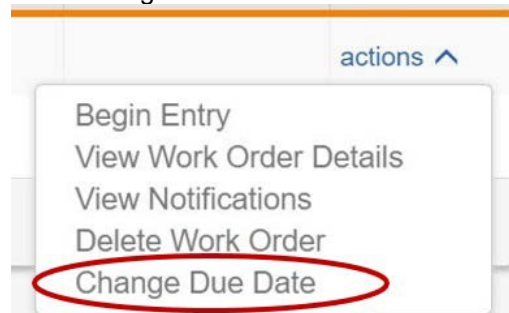 actions
Begin Entry
View Work Order Details
View Notifications
Delete Work Order
Change Due Date